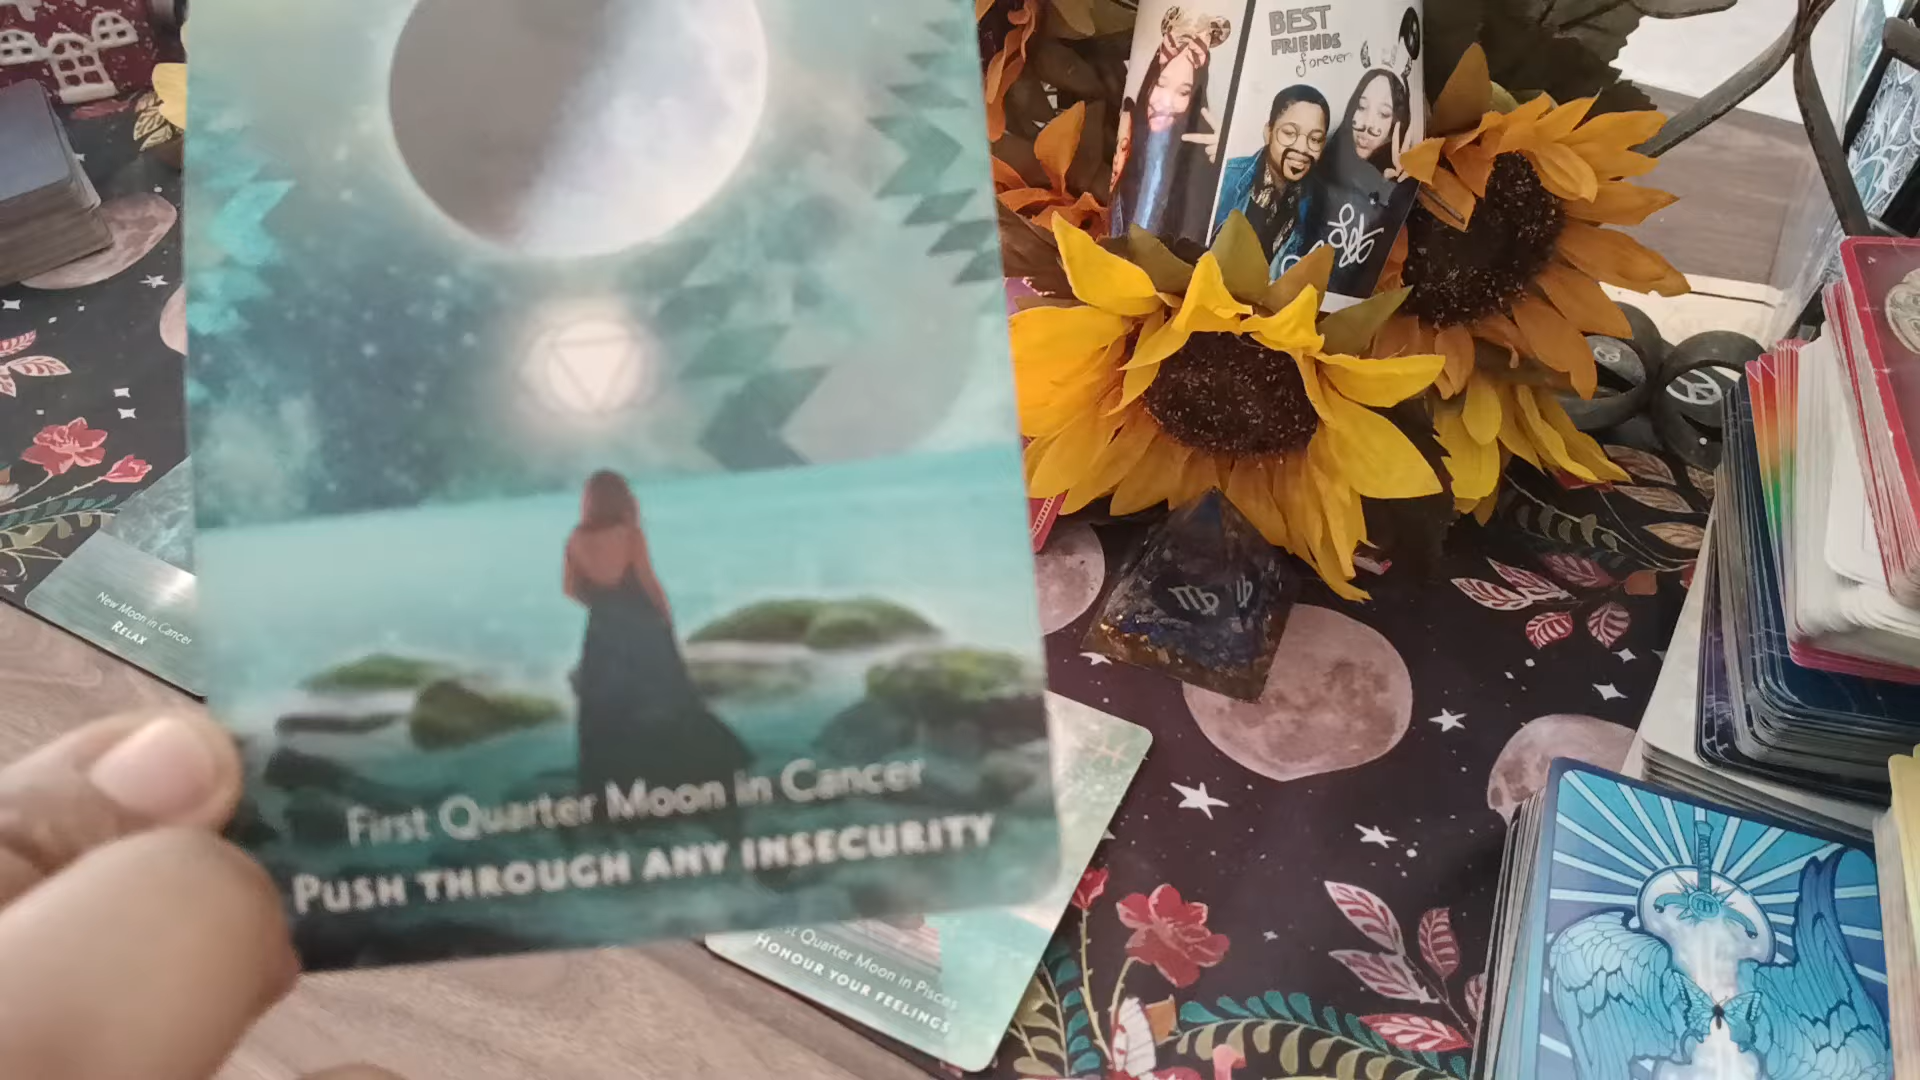 BEST
FRIENDS
forever
New Moon in Cancer
RELAX
First Quarter Moon in Cancer
PUSH THROUGH ANY INSECURITY
Quarter Moon in Pisces
HONOUR YOUR FEELINGS